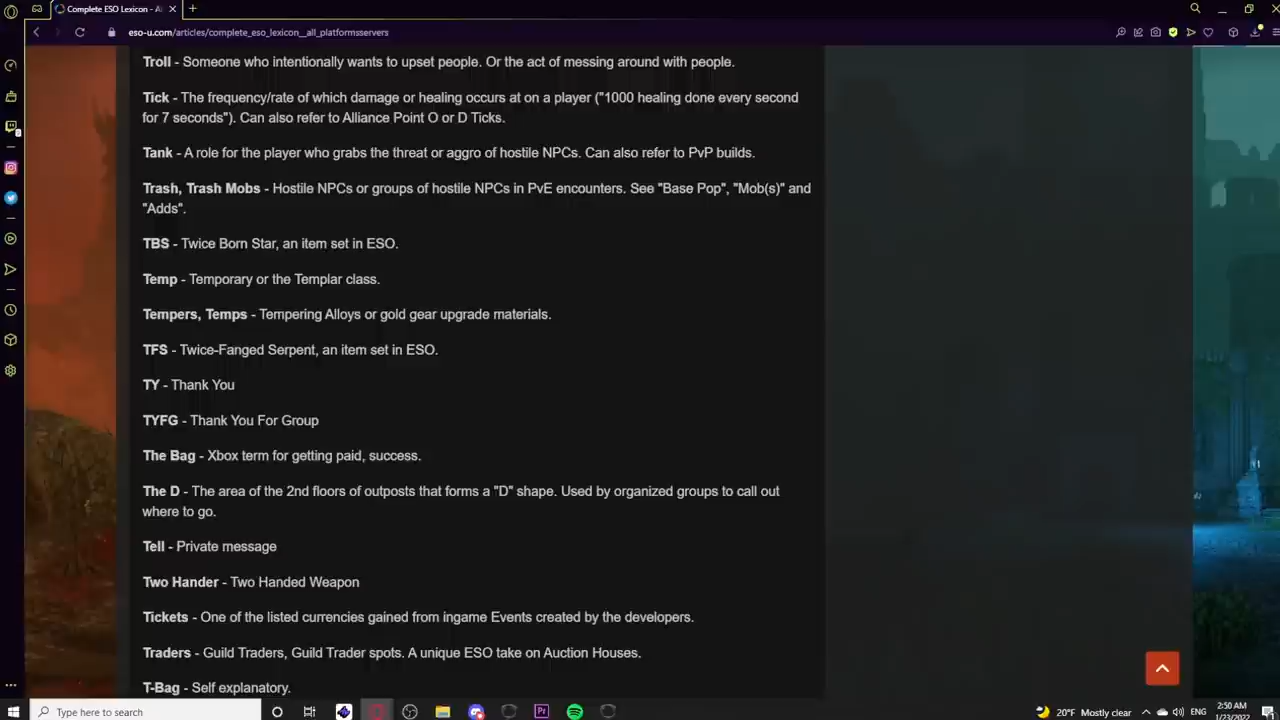 Complete ESO Lexicon - Al
eso-u.com/articles/complete_eso_lexicon__all_platformsservers
Troll - Someone who intentionally wants to upset people. Or the act of messing around with people.
Tick - The frequency/rate of which damage or healing occurs at on a player ("1000 healing done every second
for 7 seconds"). Can also refer to Alliance Point O or D Ticks.
Tank - A role for the player who grabs the threat or aggro of hostile NPCs. Can also refer to PvP builds.
Trash, Trash Mobs - Hostile NPCs or groups of hostile NPCs in PvE encounters. See "Base Pop", "Mob(s)" and
"Adds".
TBS - Twice Born Star, an item set in ESO.
Temp - Temporary or the Templar class.
Tempers, Temps - Tempering Alloys or gold gear upgrade materials.
TFS - Twice-Fanged Serpent, an item set in ESO.
TY - Thank You
TYFG - Thank You For Group
The Bag - Xbox term for getting paid, success.
The D - The area of the 2nd floors of outposts that forms a "D" shape. Used by organized groups to call out
where to go.
Tell - Private message
Two Hander - Two Handed Weapon
Tickets - One of the listed currencies gained from ingame Events created by the developers.
Traders - Guild Traders, Guild Trader spots. A unique ESO take on Auction Houses.
T-Bag - Self explanatory.
Type here to search
Pr
20°F Mostly clear
ENG
2:50 AM
1/23/2022